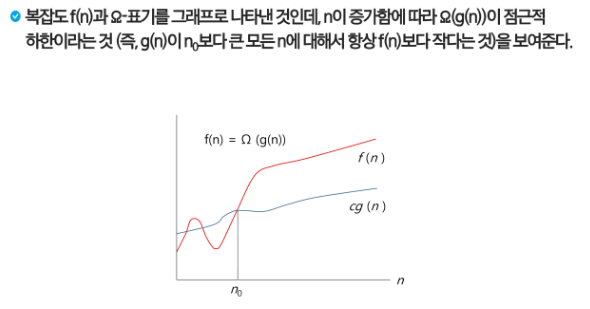 복잡도 f(n)과 Ω-표기를 그래프로 나타낸 것인데, n이 증가함에 따라 Ω(g(n))이 점근적
하한이라는 것 (즉, g(n)이 n₀보다 큰 모든 n에 대해서 항상 f(n)보다 작다는 것)을 보여준다.
f(n) = Ω (g(n))
f (n)
cg (n)
n
n₀